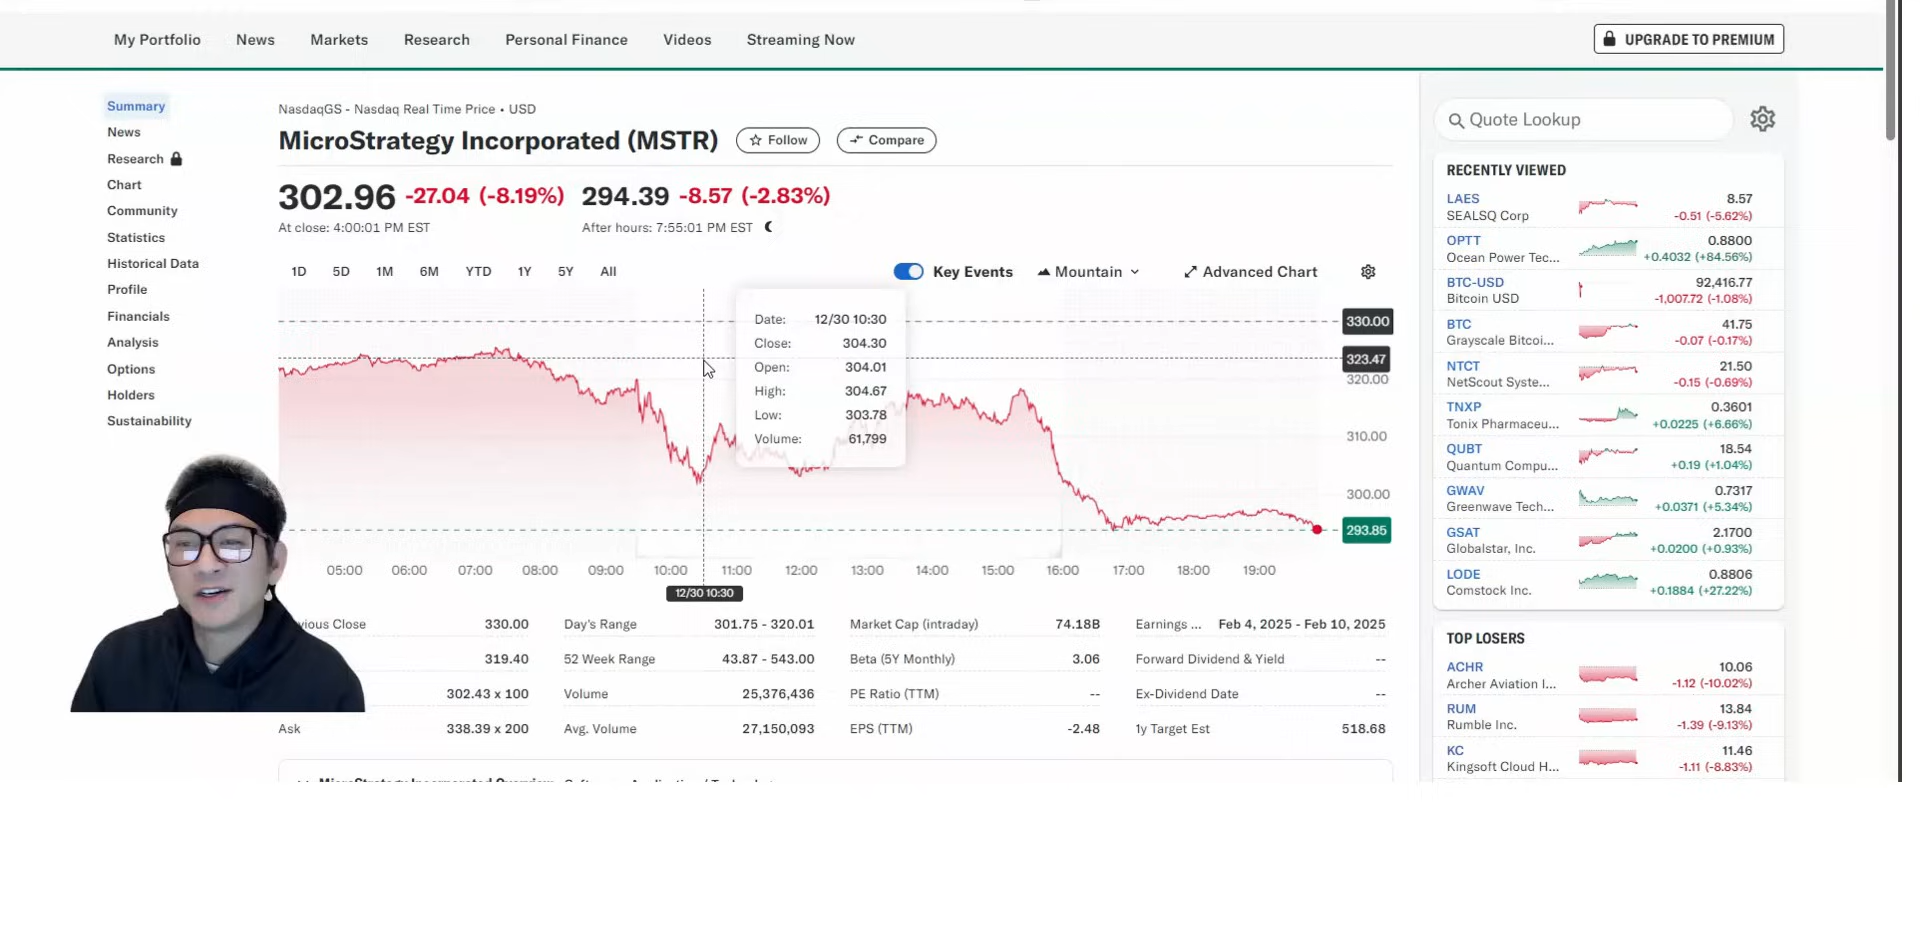 My Portfolio News Markets Research Personal Finance Videos Streaming Now UPGRADE TO PREMIUM
Summary
News
Research
Chart
Community
Statistics
Historical Data
Profile
Financials
Analysis
Options
Holders
Sustainability
NasdaqGS - Nasdaq Real Time Price • USD
MicroStrategy Incorporated (MSTR) Follow Compare
302.96 -27.04 (-8.19%) 294.39 -8.57 (-2.83%)
At close: 4:00:01 PM EST After hours: 7:55:01 PM EST
1D 5D 1M 6M YTD 1Y 5Y All Key Events Mountain Advanced Chart
Date: 12/30 10:30
Close: 304.30
Open: 304.01
High: 304.67
Low: 303.78
Volume: 61,799
330.00
323.47
320.00
310.00
300.00
293.85
05:00 06:00 07:00 08:00 09:00 10:00 11:00 12:00 13:00 14:00 15:00 16:00 17:00 18:00 19:00
12/30 10:30
vious Close 330.00 Day's Range 301.75 - 320.01 Market Cap (intraday) 74.18B Earnings ... Feb 4, 2025 - Feb 10, 2025
319.40 52 Week Range 43.87 - 543.00 Beta (5Y Monthly) 3.06 Forward Dividend & Yield --
302.43 x 100 Volume 25,376,436 PE Ratio (TTM) -- Ex-Dividend Date --
Ask 338.39 x 200 Avg. Volume 27,150,093 EPS (TTM) -2.48 1y Target Est 518.68
Quote Lookup
RECENTLY VIEWED
LAES 8.57
SEALSQ Corp -0.51 (-5.62%)
OPTT 0.8800
Ocean Power Tec... +0.4032 (+84.56%)
BTC-USD 92,416.77
Bitcoin USD -1,007.72 (-1.08%)
BTC 41.75
Grayscale Bitcoi... -0.07 (-0.17%)
NTCT 21.50
NetScout Syste... -0.15 (-0.69%)
TNXP 0.3601
Tonix Pharmaceu... +0.0225 (+6.66%)
QUBT 18.54
Quantum Compu... +0.19 (+1.04%)
GWAV 0.7317
Greenwave Tech... +0.0371 (+5.34%)
GSAT 2.1700
Globalstar, Inc. +0.0200 (+0.93%)
LODE 0.8806
Comstock Inc. +0.1884 (+27.22%)
TOP LOSERS
ACHR 10.06
Archer Aviation I... -1.12 (-10.02%)
RUM 13.84
Rumble Inc. -1.39 (-9.13%)
KC 11.46
Kingsoft Cloud H... -1.11 (-8.83%)